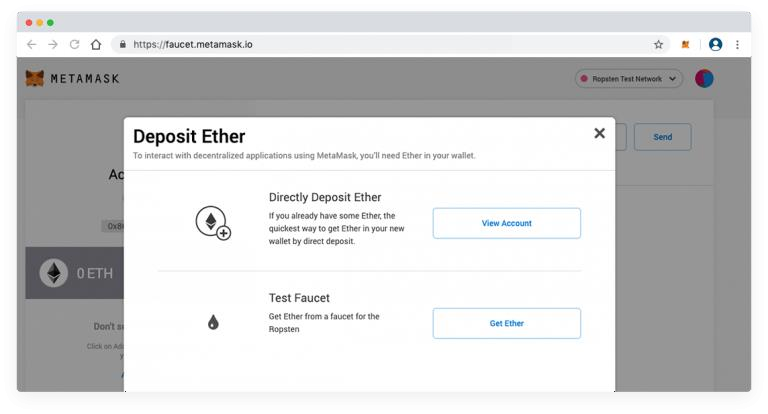 https://faucet.metamask.io
METAMASK
Ropsten Test Network
Deposit Ether
To interact with decentralized applications using MetaMask, you'll need Ether in your wallet.
Send
Directly Deposit Ether
If you already have some Ether, the
quickest way to get Ether in your new
wallet by direct deposit.
View Account
0 ETH
Test Faucet
Get Ether from a faucet for the
Ropsten
Get Ether
Don't
Click on